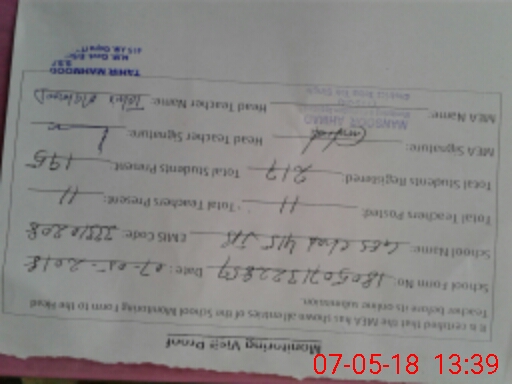 Monitoring Visit Proof
It is certified that the MEA has shown all entries of the School Monitoring Form to the Head
Teacher before its online submission.
School Form No: Date: 07-05-2018
School Name: GES Chak 415 JB EMIS Code:
Total Teachers Posted: 11 Total Teachers Present: 11
Total Students Registered: 217 Total Students Present: 195
MEA Signature: Head Teacher Signature:
MEA Name: MANSOOR AHMAD Head Teacher Name: Tahir Mahmood
TAHIR MAHMOOD
07-05-18 13:39